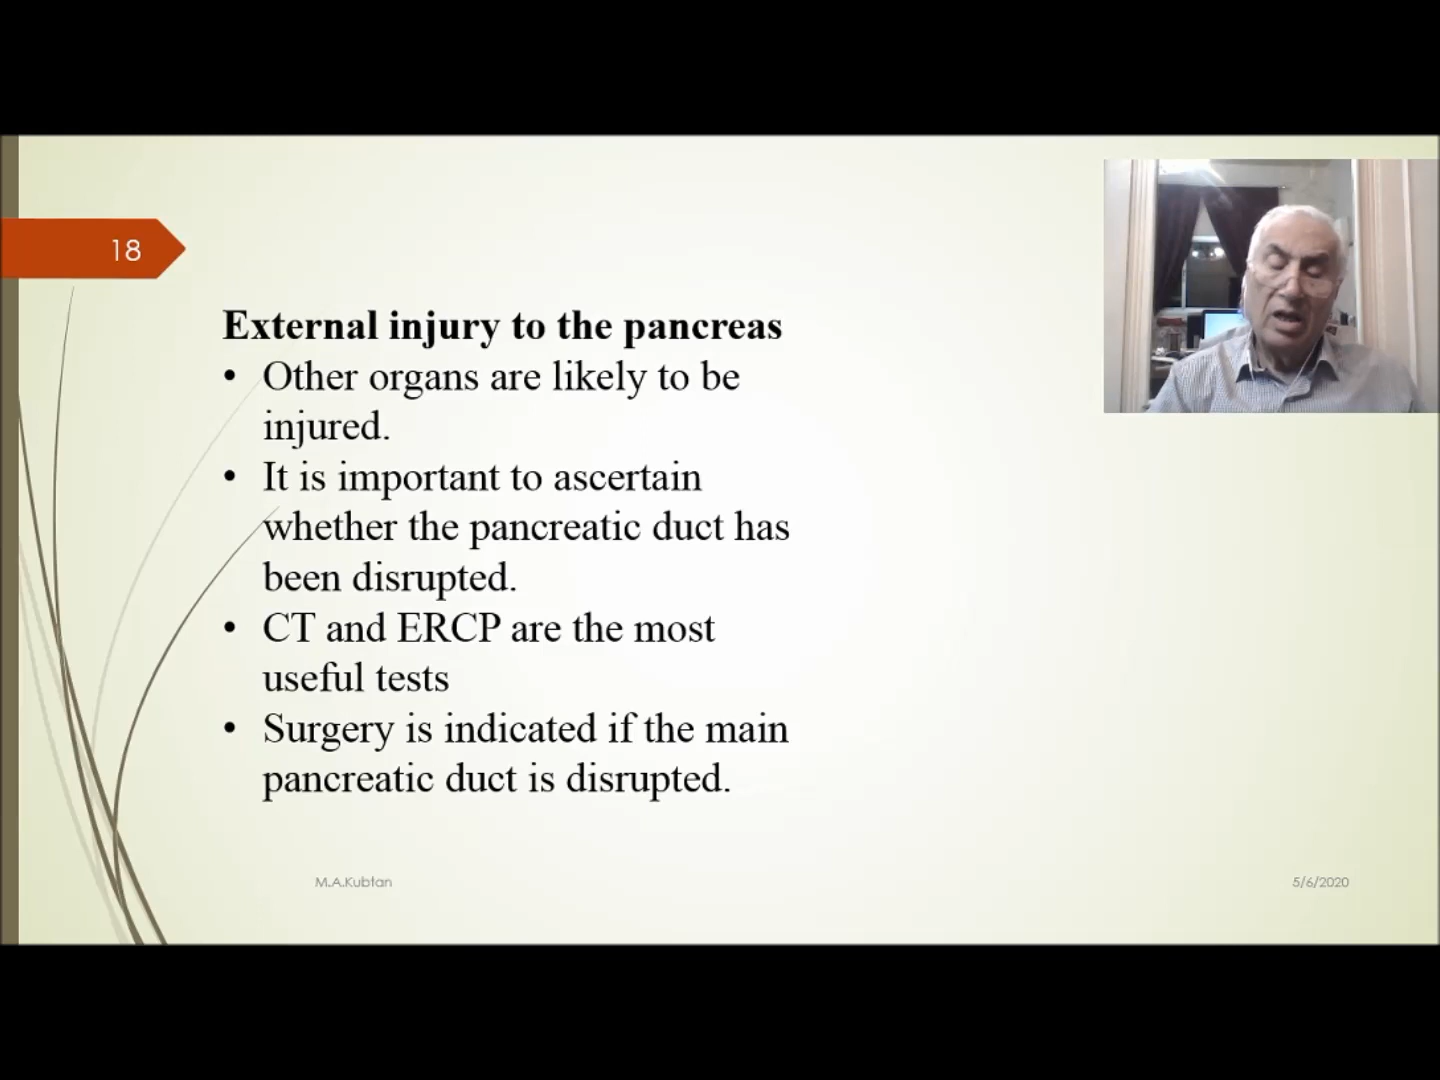 18
External injury to the pancreas
• Other organs are likely to be
injured.
• It is important to ascertain
whether the pancreatic duct has
been disrupted.
• CT and ERCP are the most
useful tests
• Surgery is indicated if the main
pancreatic duct is disrupted.
M.A.Kubtan
5/6/2020